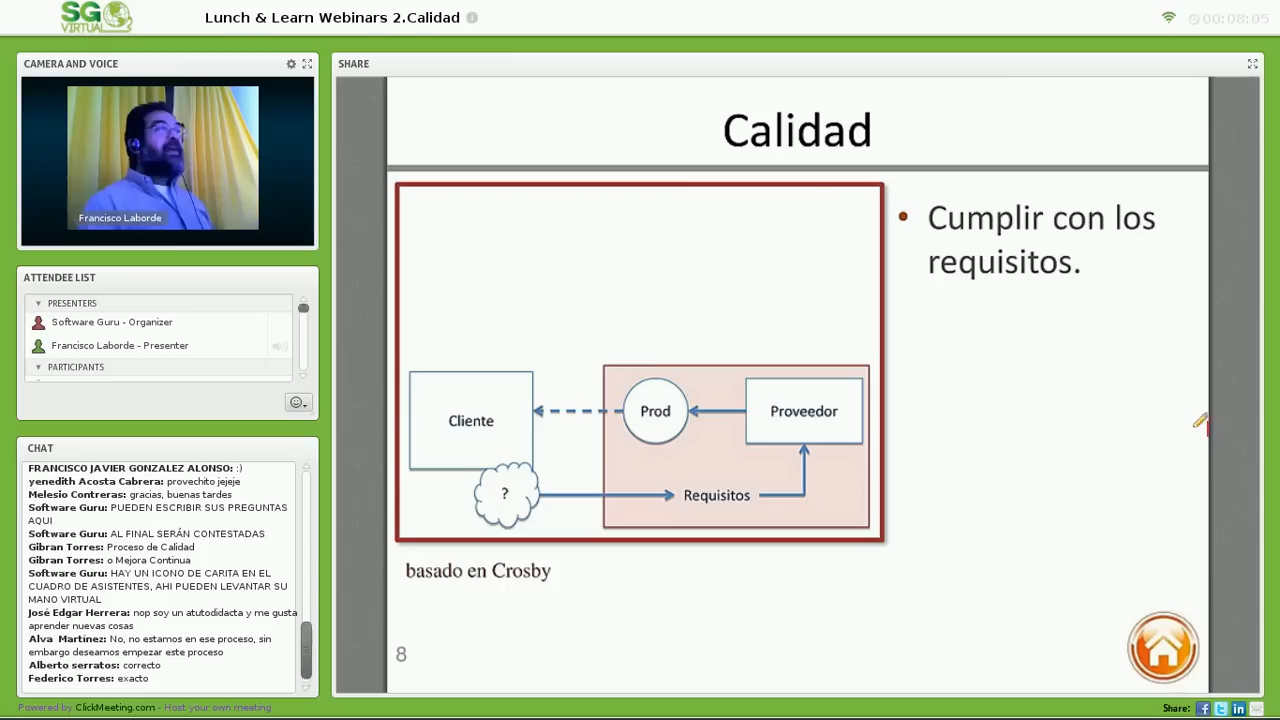 SG
VIRTUAL
Lunch & Learn Webinars 2.Calidad
00:08:05
CAMERA AND VOICE
Francisco Laborde
ATTENDEE LIST
PRESENTERS
Software Guru - Organizer
Francisco Laborde - Presenter
PARTICIPANTS
CHAT
FRANCISCO JAVIER GONZALEZ ALONSO: :)
yenedith Acosta Cabrera: provechito jejeje
Melesio Contreras: gracias, buenas tardes
Software Guru: PUEDEN ESCRIBIR SUS PREGUNTAS
AQUI
Software Guru: AL FINAL SERÁN CONTESTADAS
Gibran Torres: Proceso de Calidad
Gibran Torres: o Mejora Continua
Software Guru: HAY UN ICONO DE CARITA EN EL
CUADRO DE ASISTENTES, AHI PUEDEN LEVANTAR SU
MANO VIRTUAL
José Edgar Herrera: nop soy un atutodidacta y me gusta
aprender nuevas cosas
Alva Martínez: No, no estamos en ese proceso, sin
embargo deseamos empezar este proceso
Alberto serratos: correcto
Federico Torres: exacto
SHARE
Calidad
Cliente
Prod
Proveedor
?
Requisitos
basado en Crosby
8
• Cumplir con los
requisitos.
Powered by ClickMeeting.com - Host your own meeting
Share: